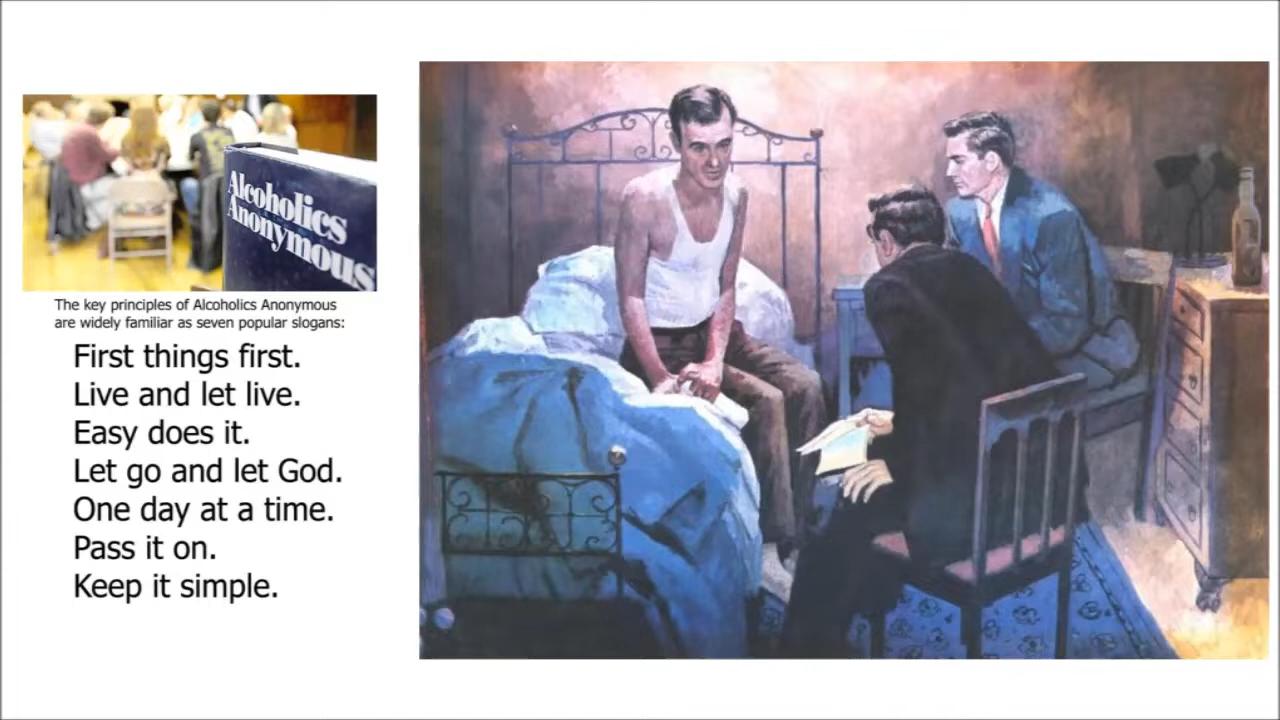 Alcoholics
Anonymous
The key principles of Alcoholics Anonymous
are widely familiar as seven popular slogans:
First things first.
Live and let live.
Easy does it.
Let go and let God.
One day at a time.
Pass it on.
Keep it simple.